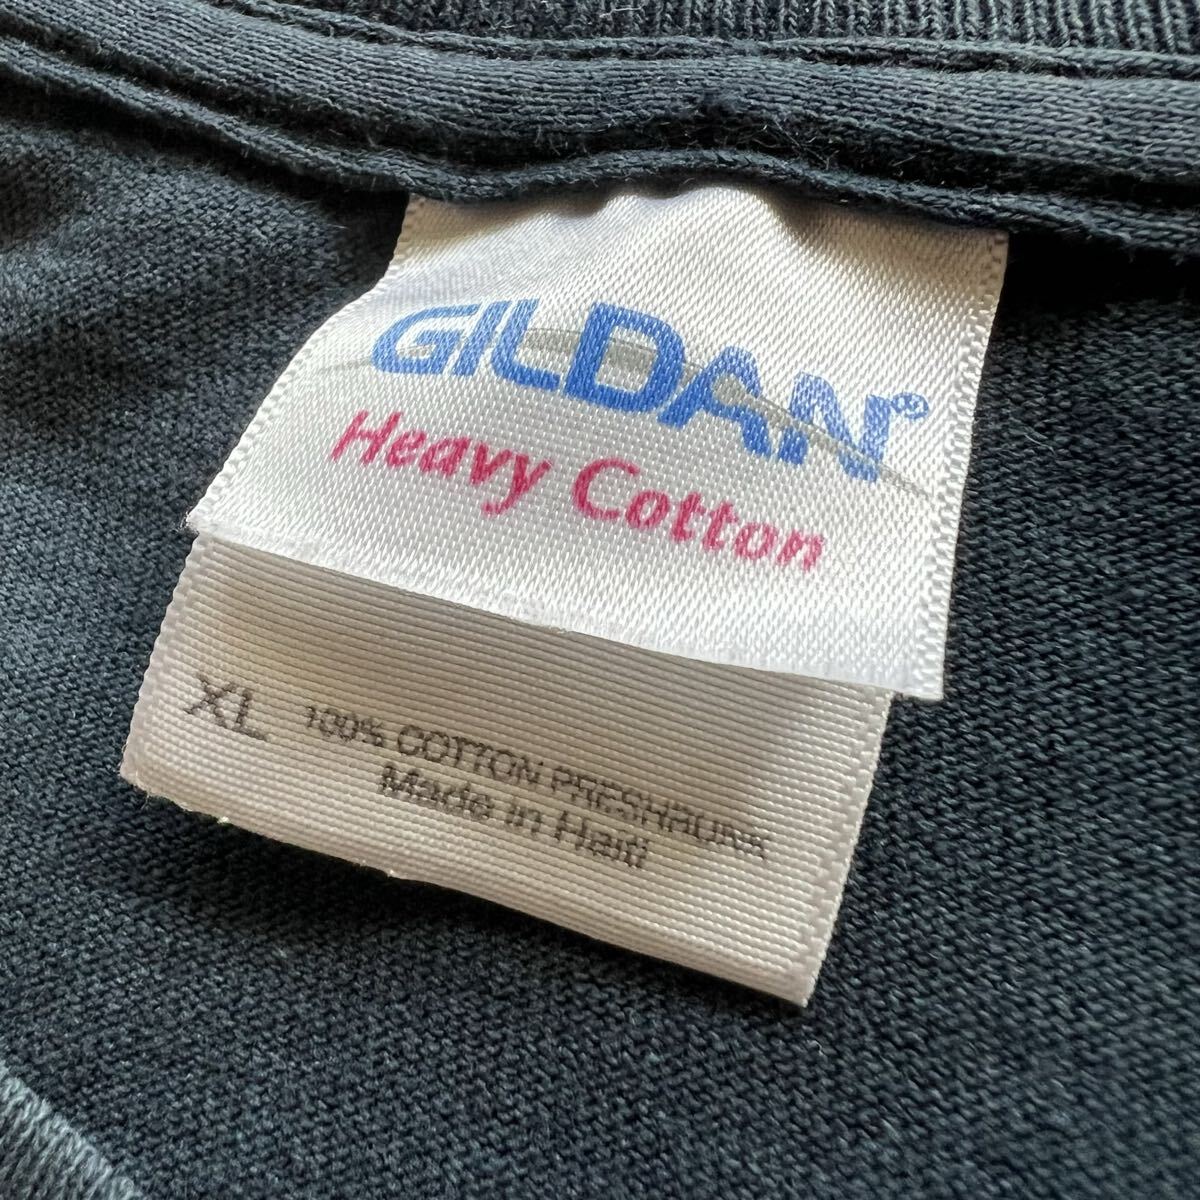 GILDAN®
Heavy Cotton
XL 100% COTTON PRESHRUNK
Made in Haiti